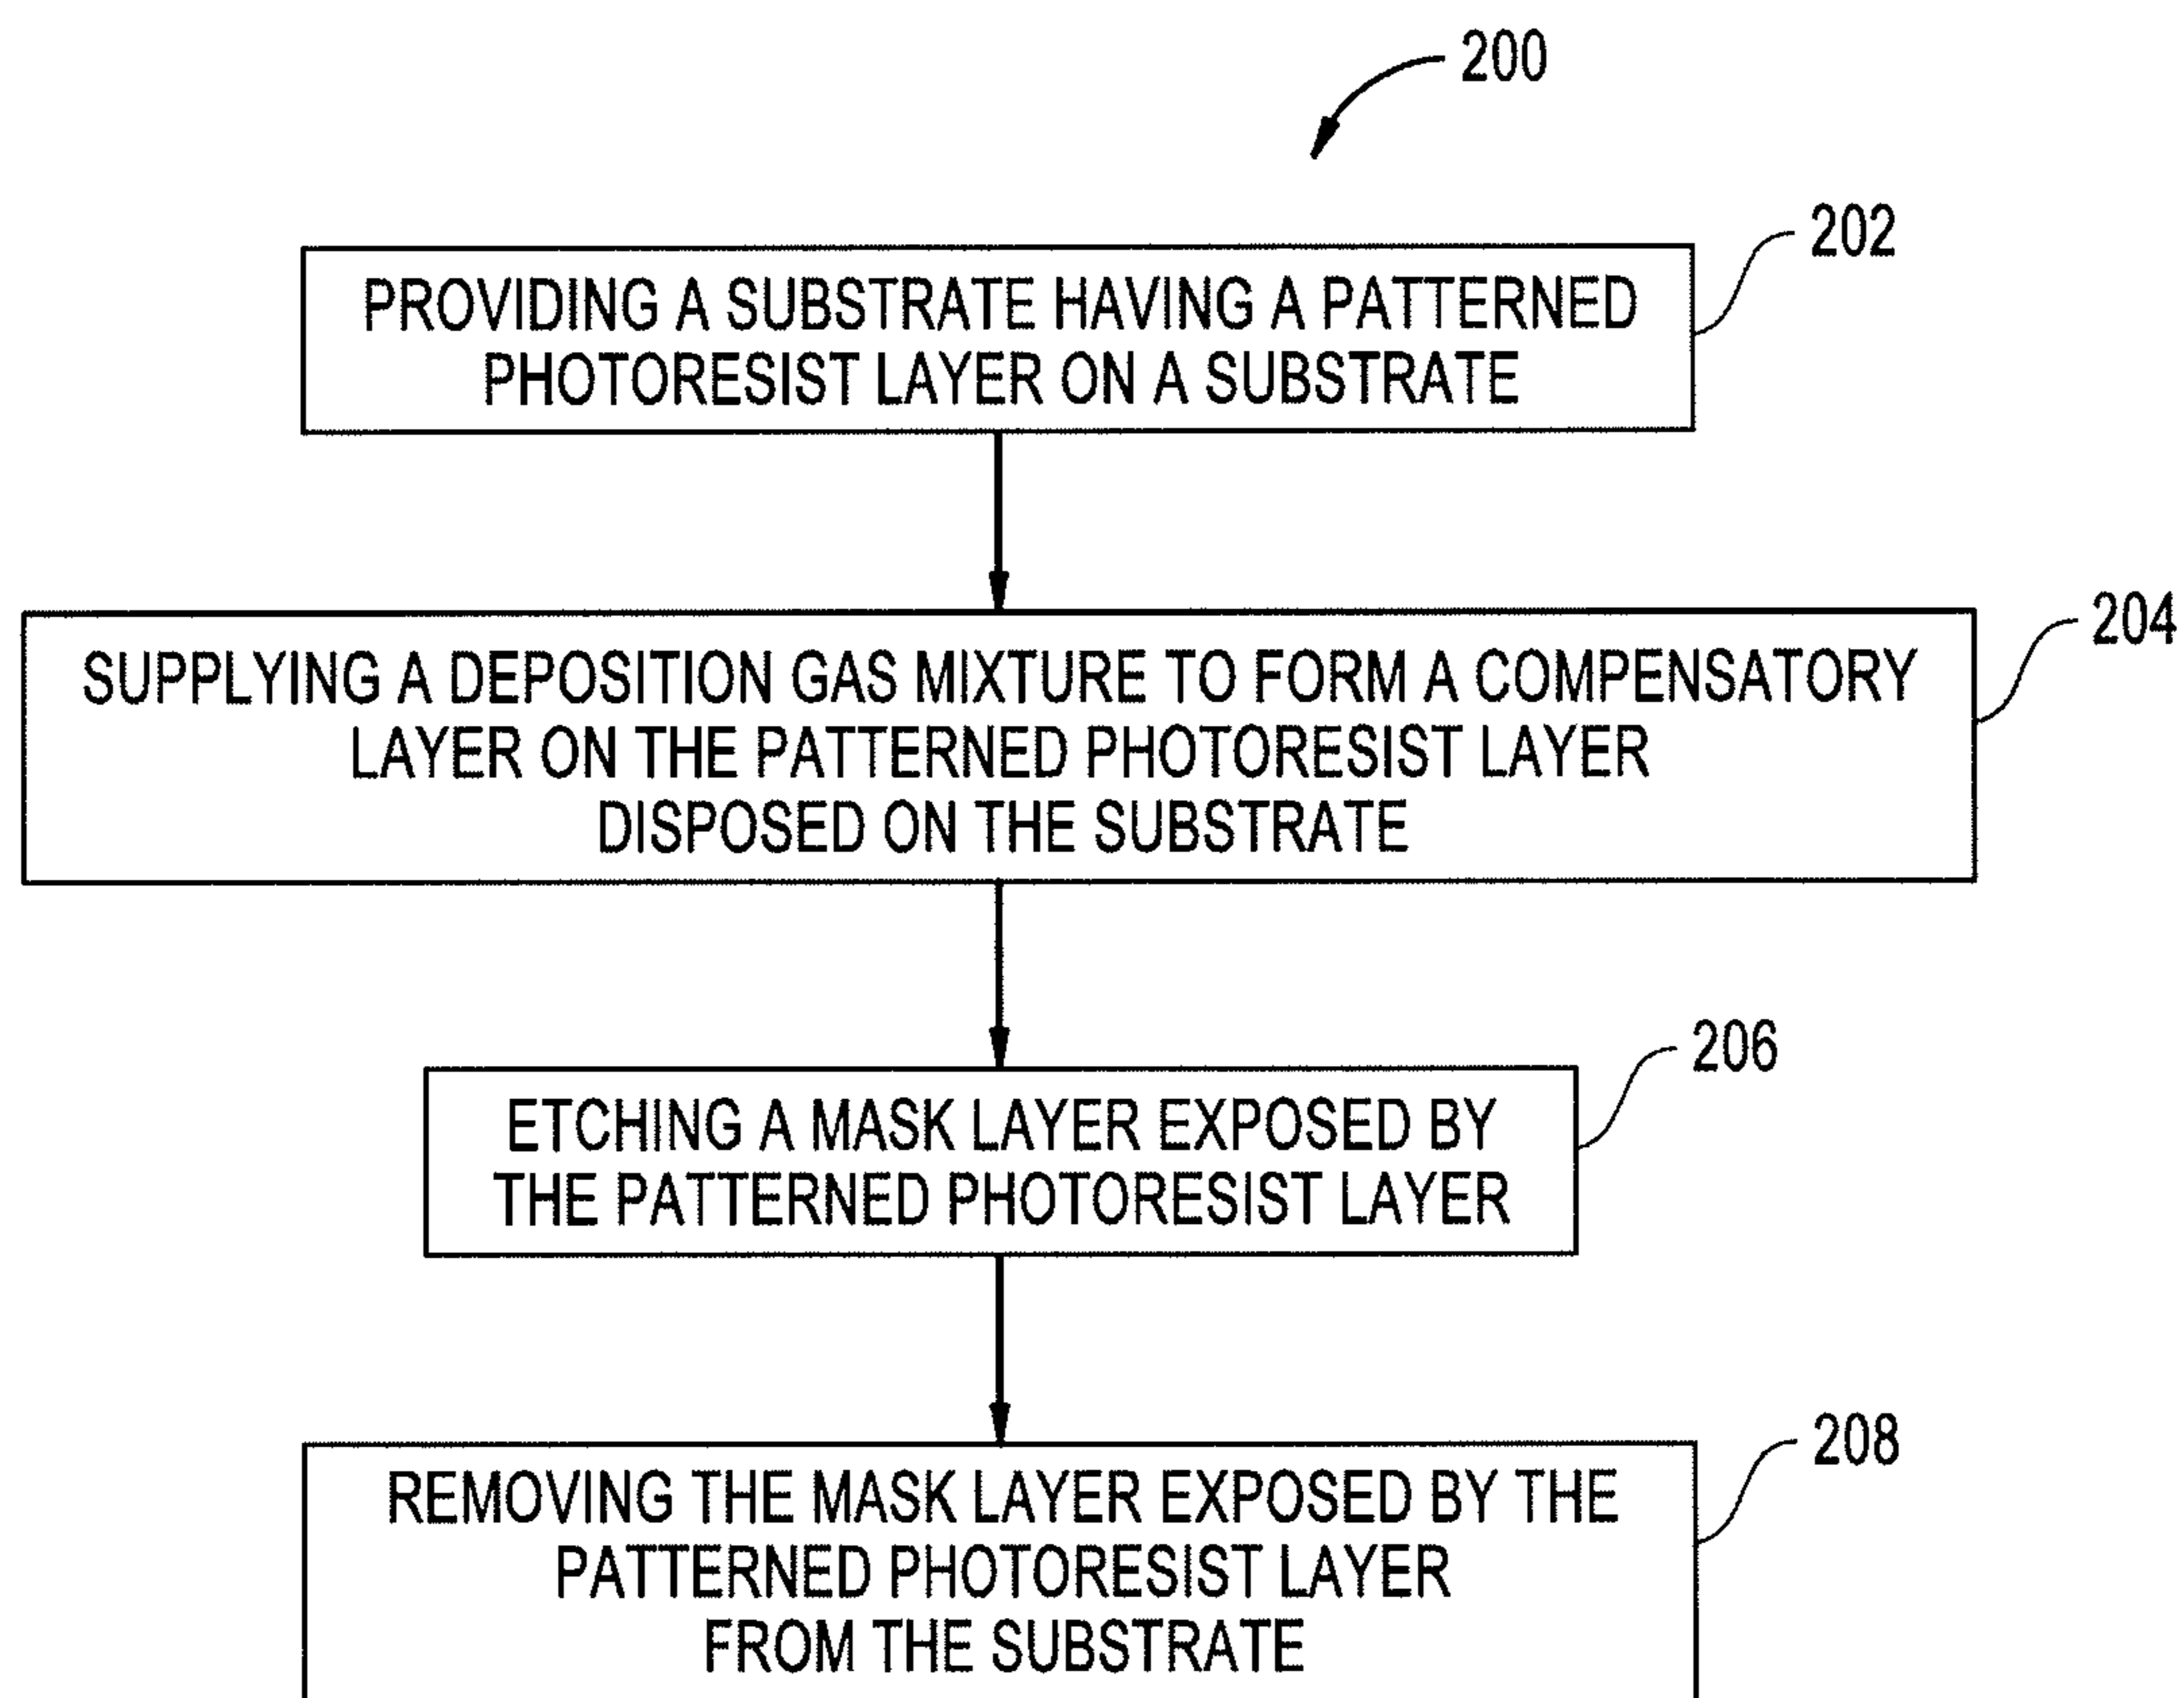 200
202
PROVIDING A SUBSTRATE HAVING A PATTERNED
PHOTORESIST LAYER ON A SUBSTRATE
204
SUPPLYING A DEPOSITION GAS MIXTURE TO FORM A COMPENSATORY
LAYER ON THE PATTERNED PHOTORESIST LAYER
DISPOSED ON THE SUBSTRATE
206
ETCHING A MASK LAYER EXPOSED BY
THE PATTERNED PHOTORESIST LAYER
208
REMOVING THE MASK LAYER EXPOSED BY THE
PATTERNED PHOTORESIST LAYER
FROM THE SUBSTRATE